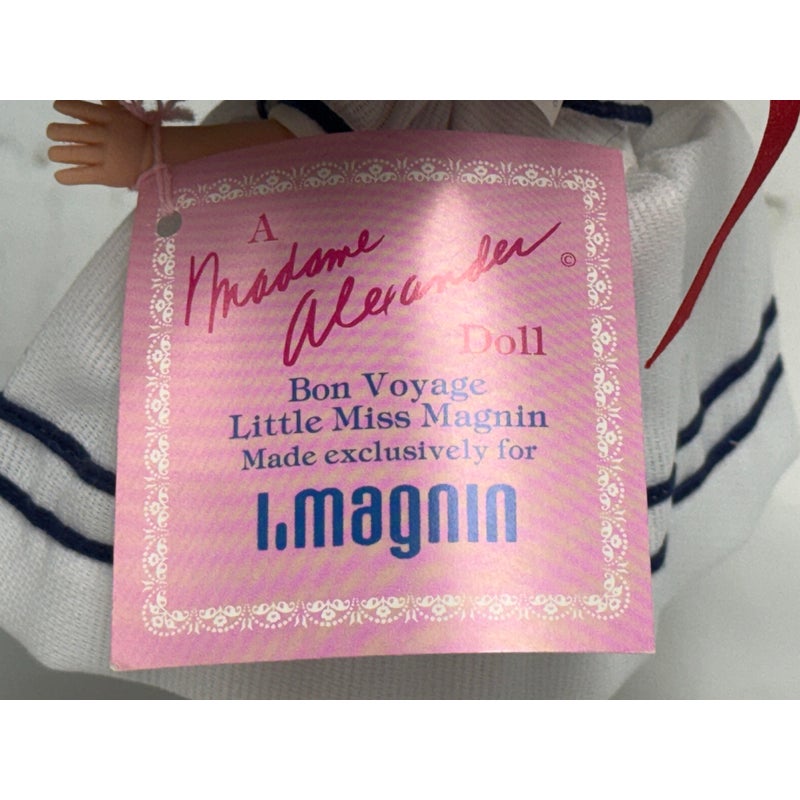 A
Madame
Alexander ©
Doll
Bon Voyage
Little Miss Magnin
Made exclusively for
I.magnin